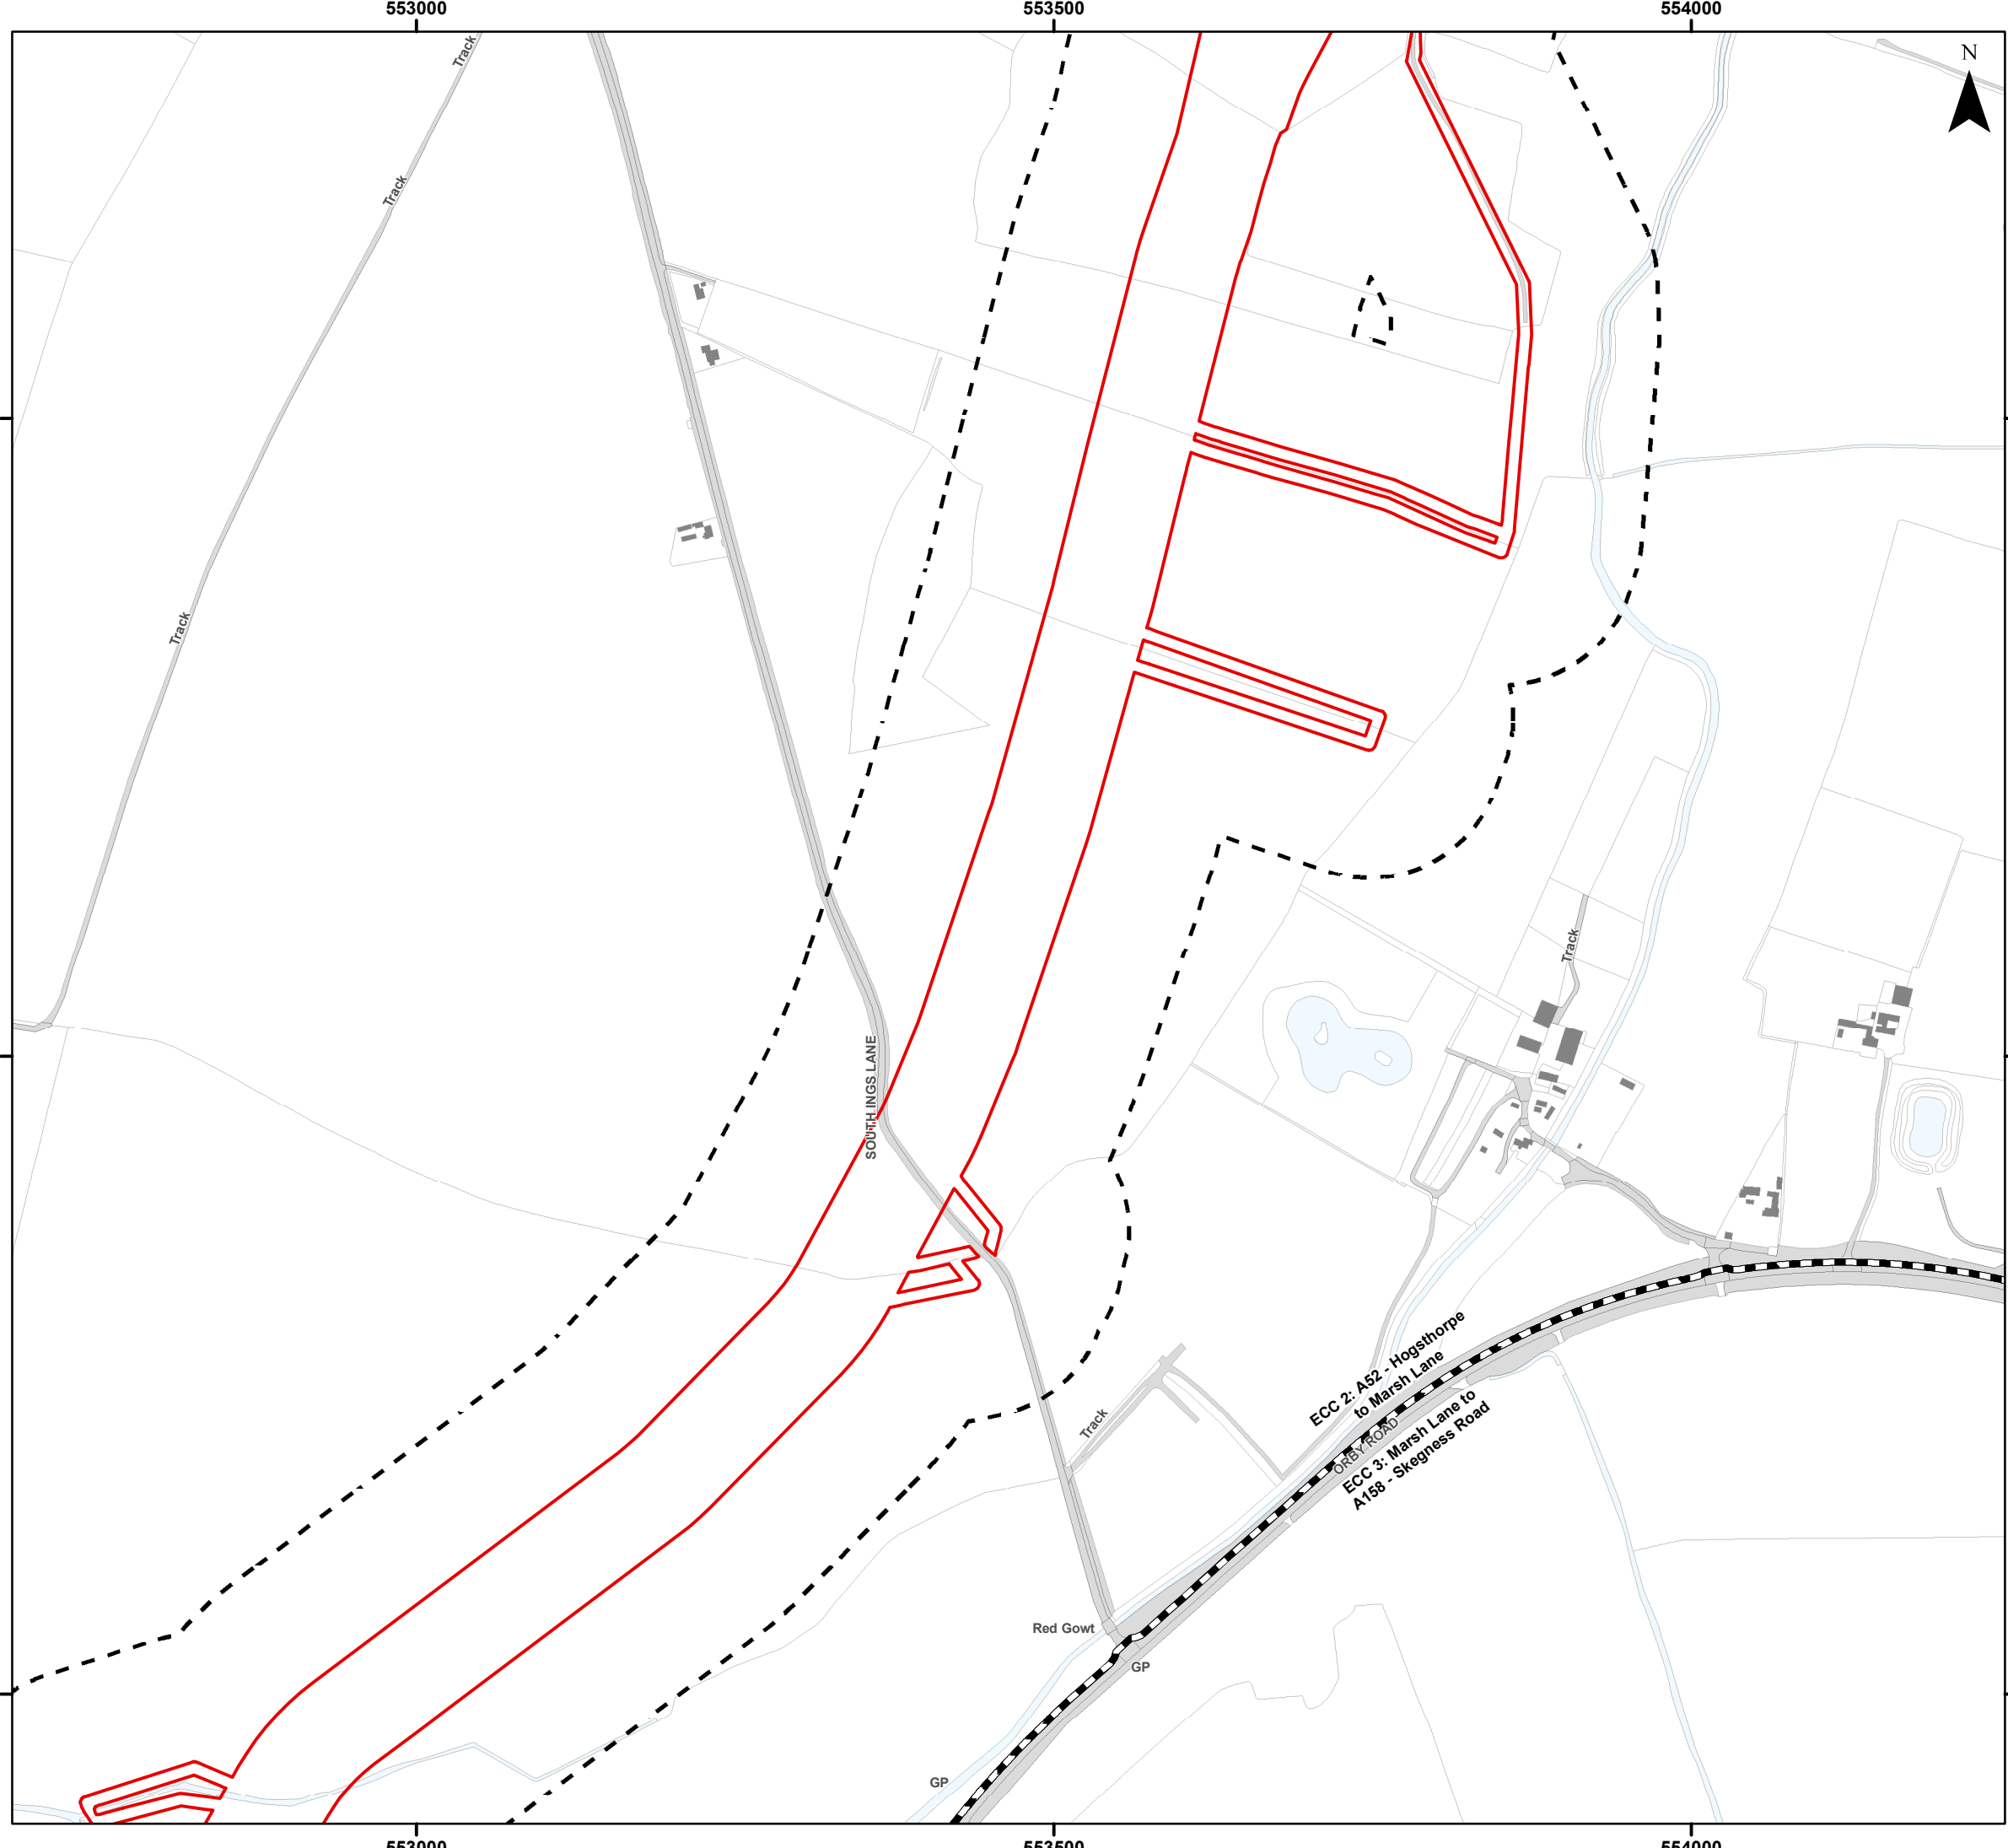 553000
553500
554000
N
Track
Track
Track
Track
SOUTH INGS LANE
ECC 2: A52 - Hogsthorpe
to Marsh Lane
ORBY ROAD
ECC 3: Marsh Lane to
A158 - Skegness Road
Track
Red Gowt
GP
GP
553000
553500
554000